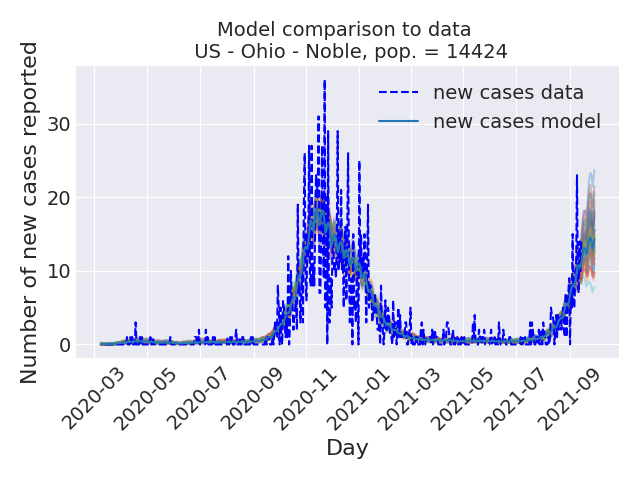 Model comparison to data
US - Ohio - Noble, pop. = 14424
Number of new cases reported
30
20
10
0
new cases data
new cases model
2020-03
2020-05
2020-07
2020-09
2020-11
2021-01
2021-03
2021-05
2021-07
2021-09
Day